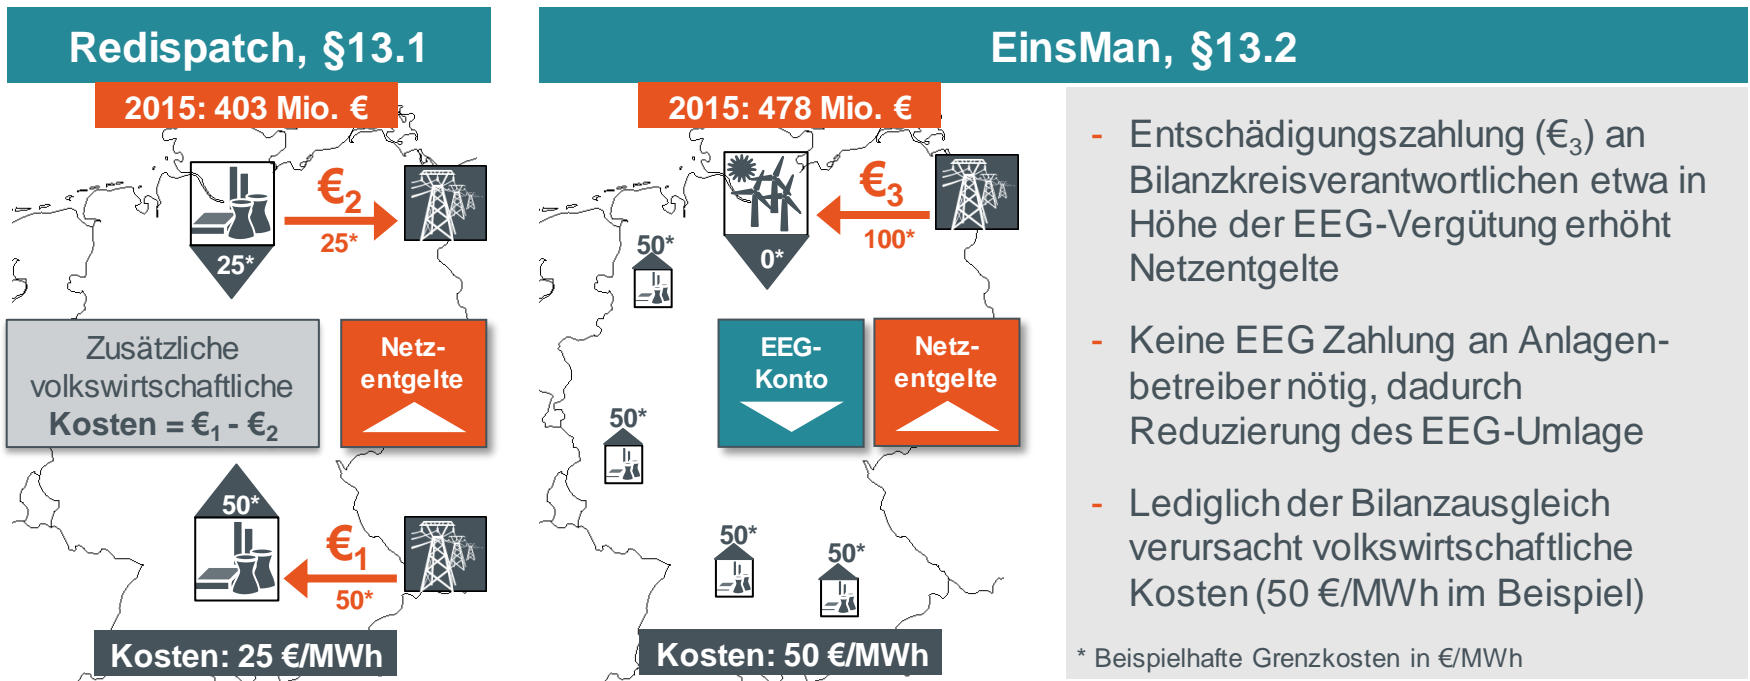 Redispatch, §13.1
2015: 403 Mio. €
€2
25*
25*
Zusätzliche
volkswirtschaftliche
Kosten = €1 - €2
Netz-
entgelte
50*
€1
50*
Kosten: 25 €/MWh
EinsMan, §13.2
2015: 478 Mio. €
€3
100*
50*
0*
EEG-
Konto
Netz-
entgelte
50*
50*
50*
Kosten: 50 €/MWh
- Entschädigungszahlung (€3) an
Bilanzkreisverantwortlichen etwa in
Höhe der EEG-Vergütung erhöht
Netzentgelte
- Keine EEG Zahlung an Anlagen-
betreiber nötig, dadurch
Reduzierung des EEG-Umlage
- Lediglich der Bilanzausgleich
verursacht volkswirtschaftliche
Kosten (50 €/MWh im Beispiel)
* Beispielhafte Grenzkosten in €/MWh